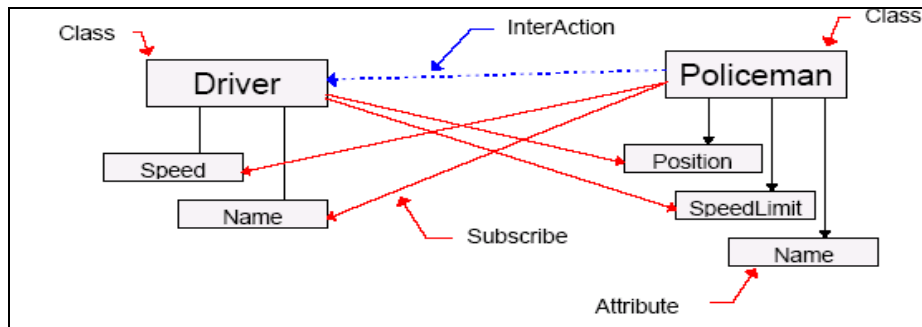 Class
InterAction
Class
Driver
Policeman
Speed
Position
Name
SpeedLimit
Subscribe
Name
Attribute